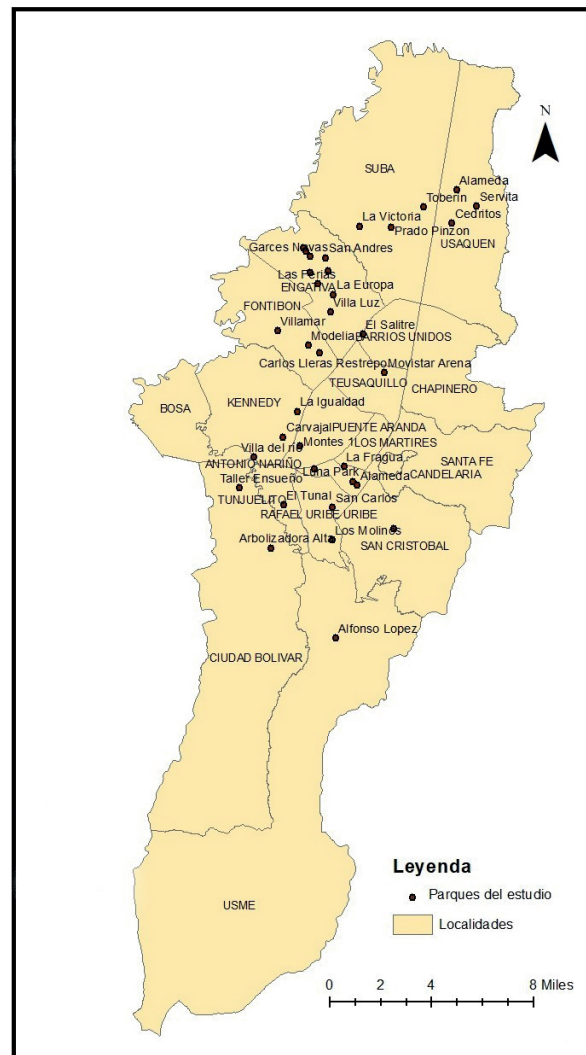 N
SUBA
Alameda
Toberin
Servita
La Victoria
Cedritos
Prado Pinzon
USAQUEN
Garces Navas
San Andres
Las Ferias
ENGATIVA
La Europa
FONTIBON
Villa Luz
Villamar
El Salitre
Modelia
BARRIOS UNIDOS
Carlos Lleras Restrepo
Movistar Arena
TEUSAQUILLO
CHAPINERO
BOSA
KENNEDY
La Igualdad
Carvajal
PUENTE ARANDA
Villa del rio
Montes 1
LOS MARTIRES
ANTONIO NARIÑO
La Fragua
SANTA FE
Luna Park
Alameda
CANDELARIA
Taller Ensueño
TUNJUELITO
El Tunal
San Carlos
RAFAEL URIBE URIBE
Arbolizadora Alta
Los Molinos
SAN CRISTOBAL
Alfonso Lopez
CIUDAD BOLIVAR
USME
Leyenda
Parques del estudio
Localidades
0 2 4 8 Miles